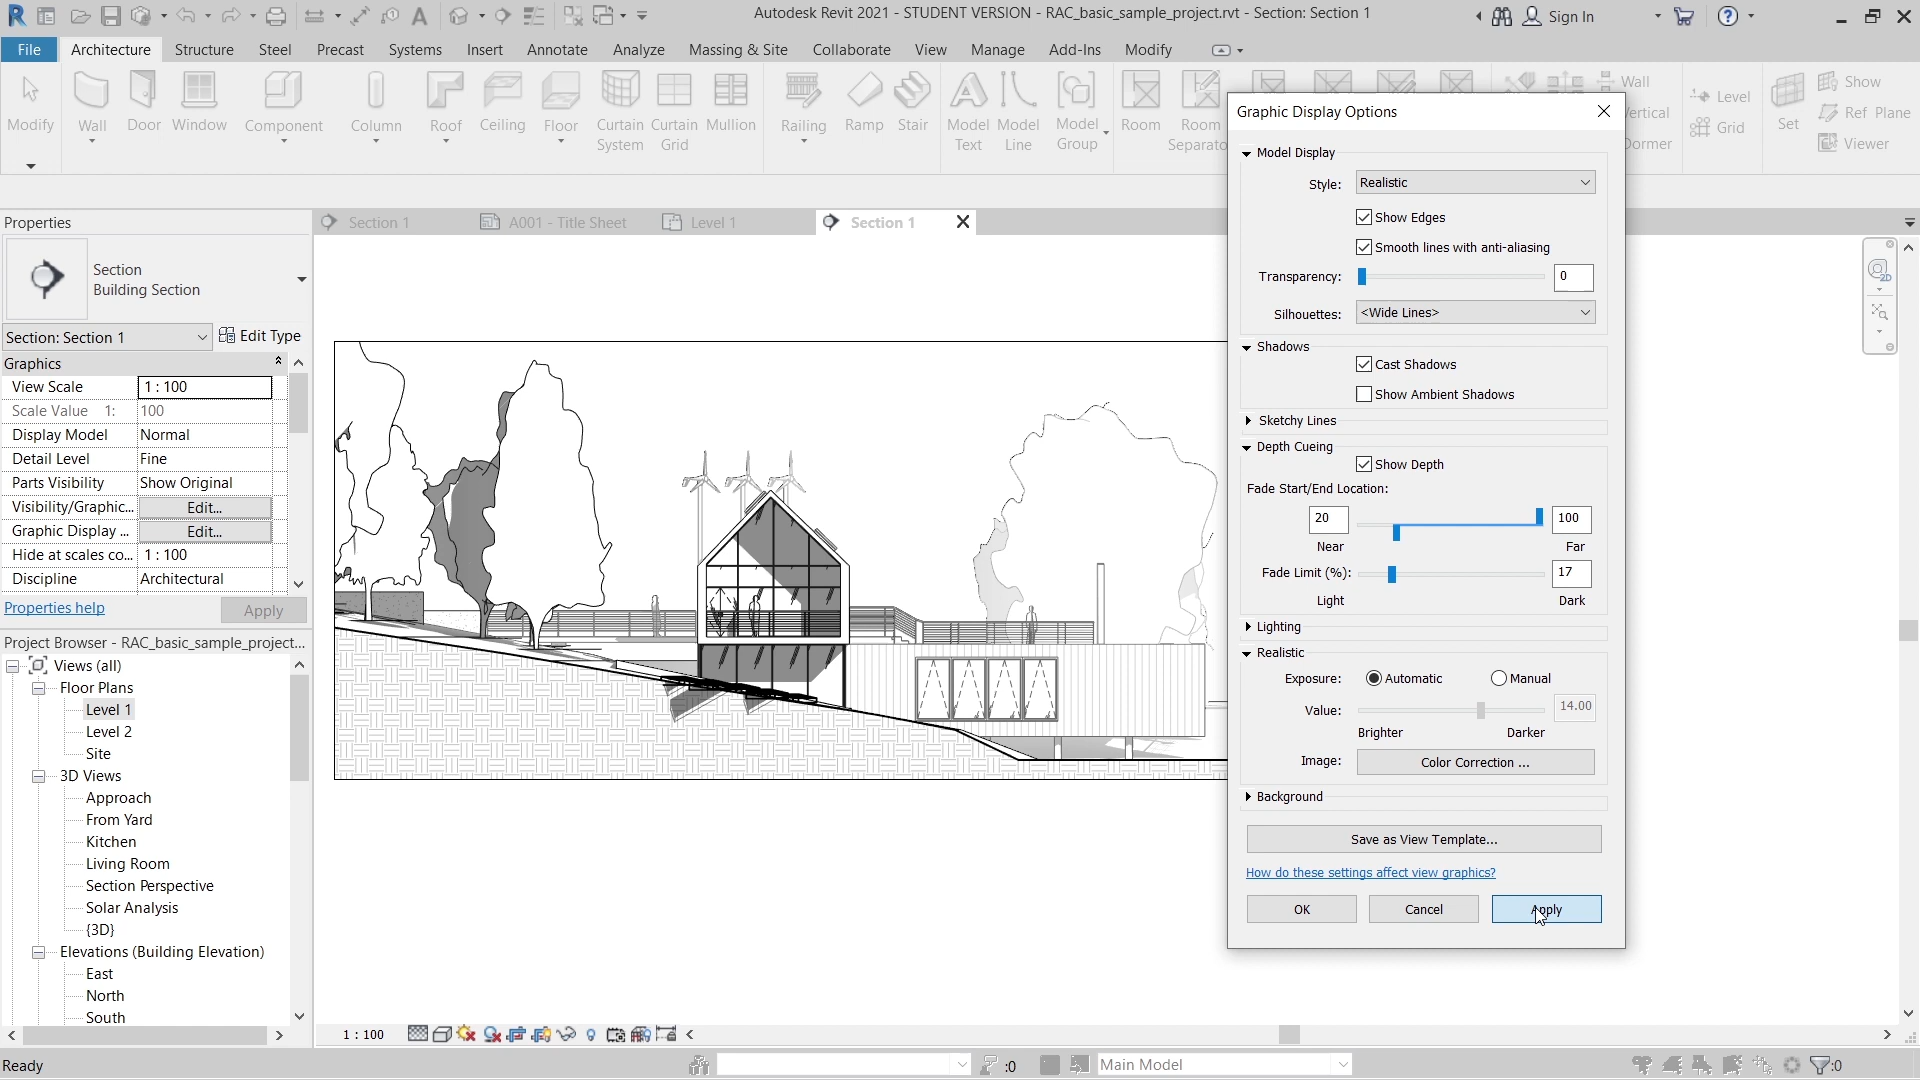 Autodesk Revit 2021 - STUDENT VERSION - RAC_basic_sample_project.rvt - Section: Section 1
Sign In
File Architecture Structure Steel Precast Systems Insert Annotate Analyze Massing & Site Collaborate View Manage Add-Ins Modify
Modify Wall Door Window Component Column Roof Ceiling Floor Curtain System Curtain Grid Mullion Railing Ramp Stair Model Text Model Line Model Group Room Room Separato
Wall
ertical
Dormer
Level
Grid
Set
Show
Ref Plane
Viewer
Properties
Section 1
A001 - Title Sheet
Level 1
Section 1
Section
Building Section
Section: Section 1
Edit Type
Graphics
View Scale 1 : 100
Scale Value 1: 100
Display Model Normal
Detail Level Fine
Parts Visibility Show Original
Visibility/Graphic... Edit...
Graphic Display ... Edit...
Hide at scales co... 1 : 100
Discipline Architectural
Properties help
Apply
Project Browser - RAC_basic_sample_project...
Views (all)
Floor Plans
Level 1
Level 2
Site
3D Views
Approach
From Yard
Kitchen
Living Room
Section Perspective
Solar Analysis
{3D}
Elevations (Building Elevation)
East
North
South
Graphic Display Options
Model Display
Style: Realistic
Show Edges
Smooth lines with anti-aliasing
Transparency: 0
Silhouettes: <Wide Lines>
Shadows
Cast Shadows
Show Ambient Shadows
Sketchy Lines
Depth Cueing
Show Depth
Fade Start/End Location:
20 100
Near Far
Fade Limit (%): 17
Light Dark
Lighting
Realistic
Exposure: Automatic Manual
Value: 14.00
Brighter Darker
Image: Color Correction ...
Background
Save as View Template...
How do these settings affect view graphics?
OK Cancel Apply
2D
1 : 100
Ready
:0
Main Model
:0